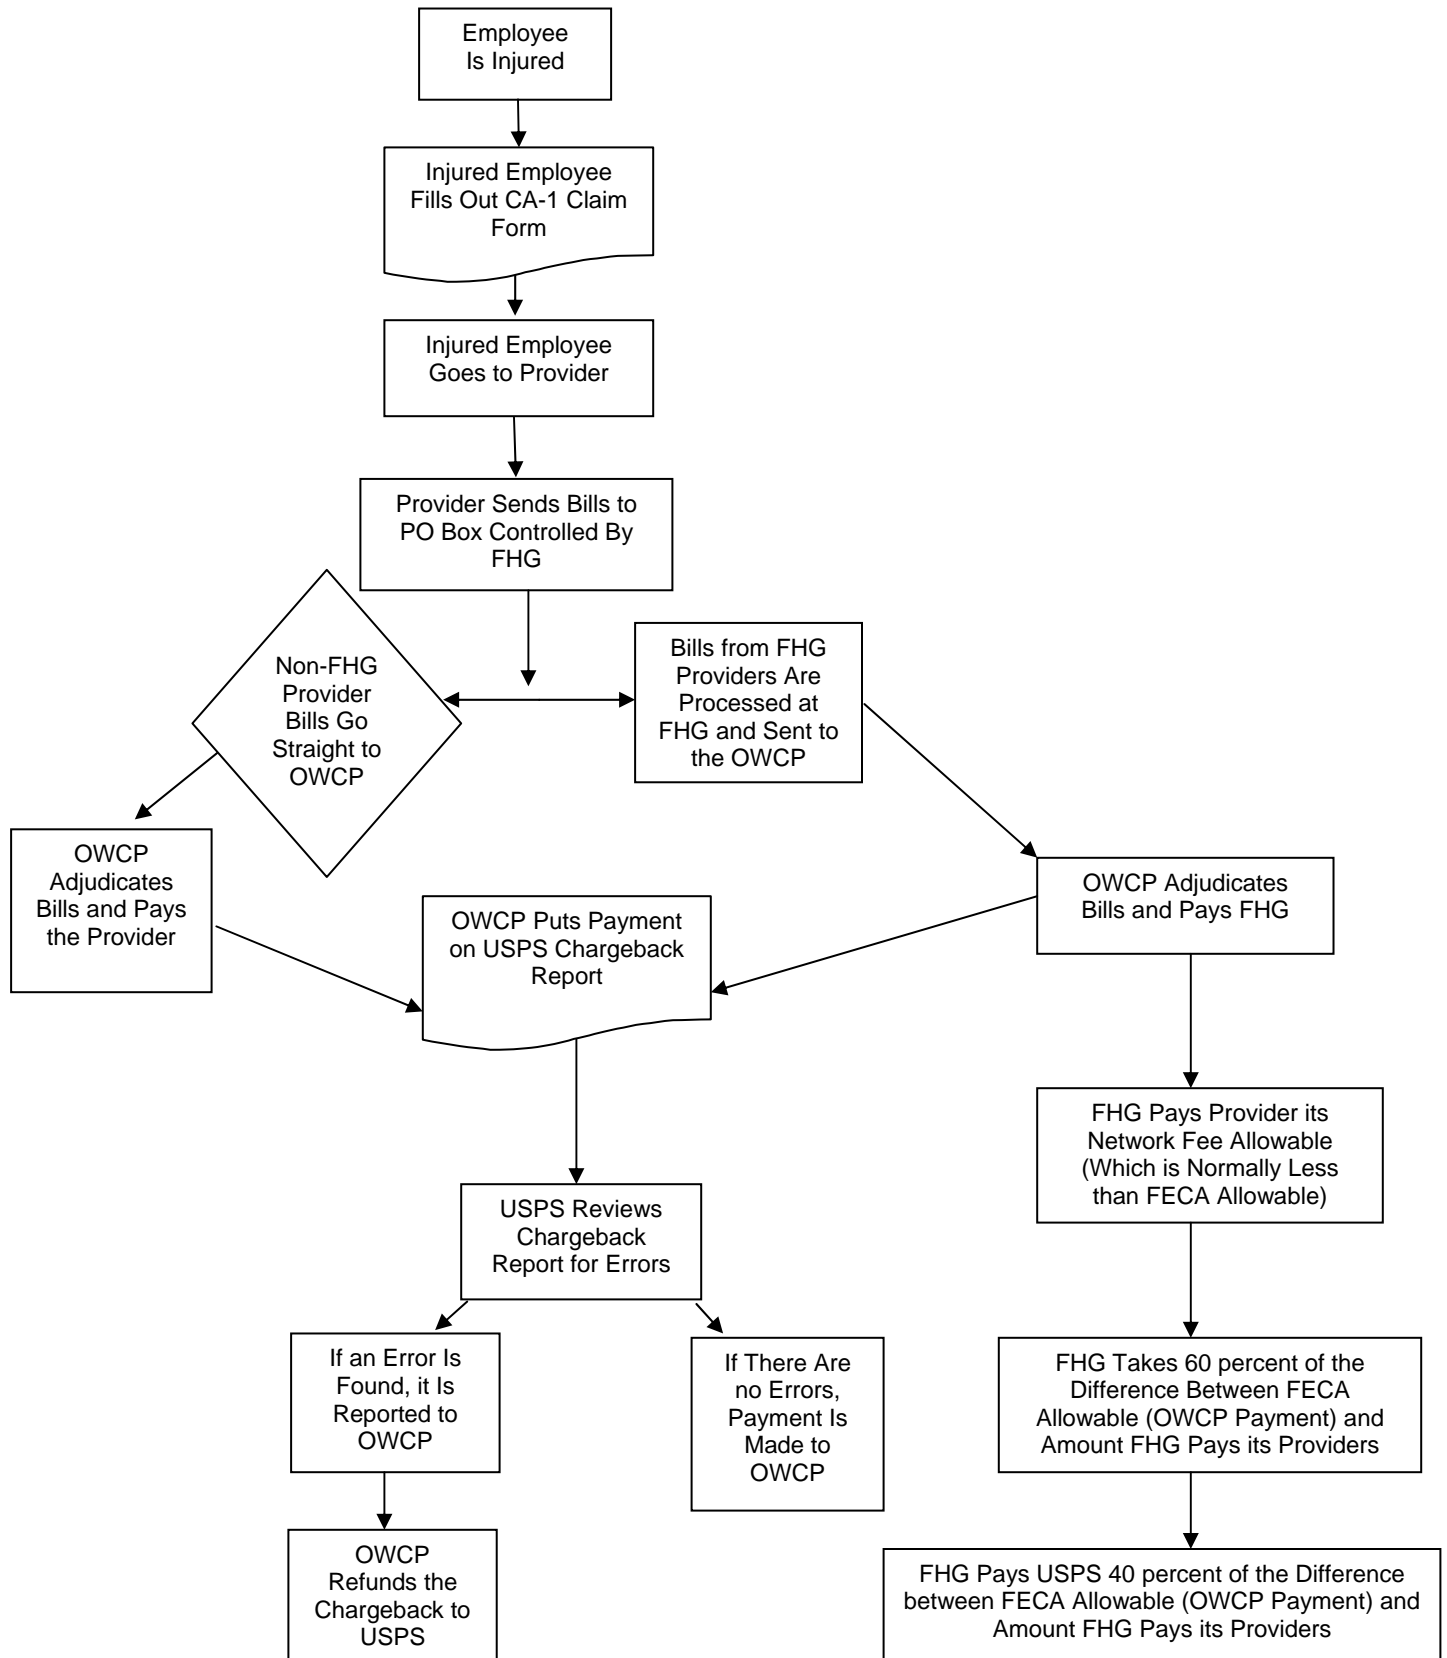 Employee
Is Injured
Injured Employee
Fills Out CA-1 Claim
Form
Injured Employee
Goes to Provider
Provider Sends Bills to
PO Box Controlled By
FHG
Non-FHG
Provider
Bills Go
Straight to
OWCP
Bills from FHG
Providers Are
Processed at
FHG and Sent to
the OWCP
OWCP
Adjudicates
Bills and Pays
the Provider
OWCP Puts Payment
on USPS Chargeback
Report
OWCP Adjudicates
Bills and Pays FHG
FHG Pays Provider its
Network Fee Allowable
(Which is Normally Less
than FECA Allowable)
USPS Reviews
Chargeback
Report for Errors
If an Error Is
Found, it Is
Reported to
OWCP
If There Are
no Errors,
Payment Is
Made to
OWCP
FHG Takes 60 percent of the
Difference Between FECA
Allowable (OWCP Payment) and
Amount FHG Pays its Providers
OWCP
Refunds the
Chargeback to
USPS
FHG Pays USPS 40 percent of the Difference
between FECA Allowable (OWCP Payment) and
Amount FHG Pays its Providers